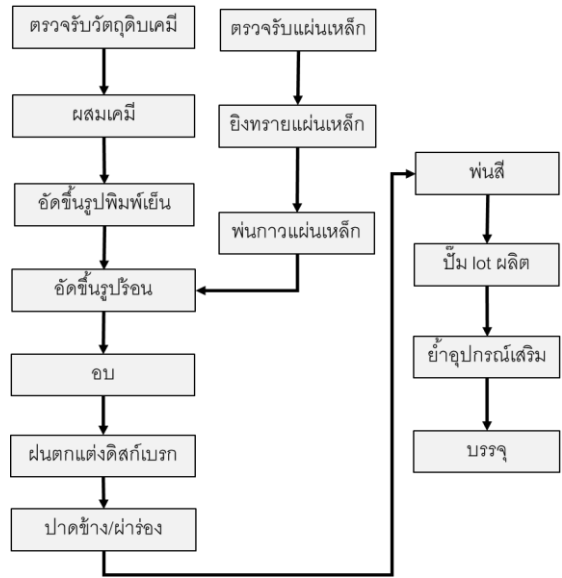 ตรวจรับวัตถุดิบเคมี
ผสมเคมี
อัดขึ้นรูปพิมพ์เย็น
อัดขึ้นรูปร้อน
อบ
ฝนตกแต่งดิสก์เบรก
ปาดข้าง/ผ่าร่อง
ตรวจรับแผ่นเหล็ก
ยิงทรายแผ่นเหล็ก
พ่นกาวแผ่นเหล็ก
พ่นสี
ปั๊ม lot ผลิต
ย้ำอุปกรณ์เสริม
บรรจุ